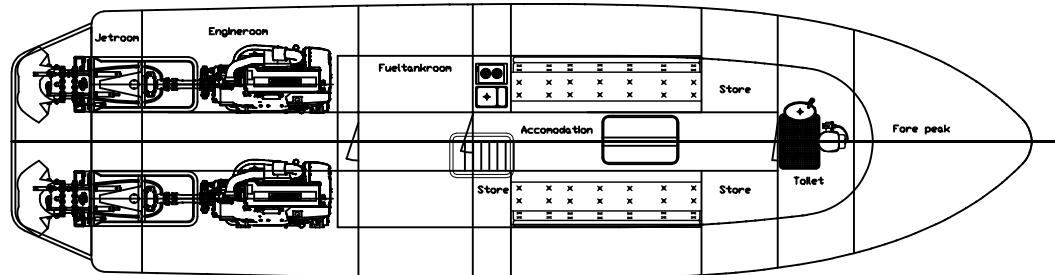 Jetroom
Engineroom
Fueltankroom
Store
Accomodation
Fore peak
Store
Store
Toilet